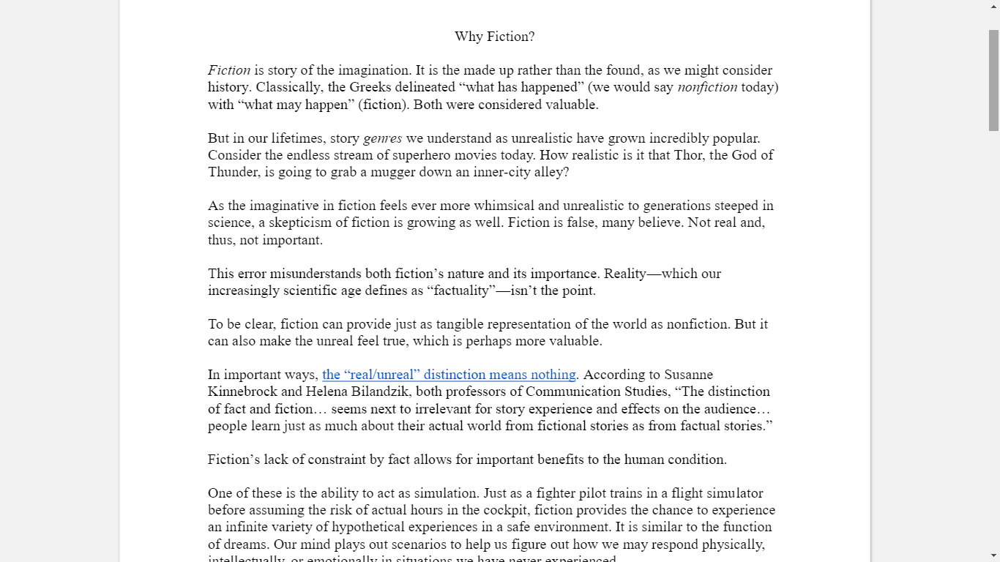 Why Fiction?
Fiction is story of the imagination. It is the made up rather than the found, as we might consider
history. Classically, the Greeks delineated “what has happened” (we would say nonfiction today)
with “what may happen” (fiction). Both were considered valuable.
But in our lifetimes, story genres we understand as unrealistic have grown incredibly popular.
Consider the endless stream of superhero movies today. How realistic is it that Thor, the God of
Thunder, is going to grab a mugger down an inner-city alley?
As the imaginative in fiction feels ever more whimsical and unrealistic to generations steeped in
science, a skepticism of fiction is growing as well. Fiction is false, many believe. Not real and,
thus, not important.
This error misunderstands both fiction’s nature and its importance. Reality—which our
increasingly scientific age defines as “factuality”—isn’t the point.
To be clear, fiction can provide just as tangible representation of the world as nonfiction. But it
can also make the unreal feel true, which is perhaps more valuable.
In important ways, the “real/unreal” distinction means nothing. According to Susanne
Kinnebrock and Helena Bilandzik, both professors of Communication Studies, “The distinction
of fact and fiction… seems next to irrelevant for story experience and effects on the audience…
people learn just as much about their actual world from fictional stories as from factual stories.”
Fiction’s lack of constraint by fact allows for important benefits to the human condition.
One of these is the ability to act as simulation. Just as a fighter pilot trains in a flight simulator
before assuming the risk of actual hours in the cockpit, fiction provides the chance to experience
an infinite variety of hypothetical experiences in a safe environment. It is similar to the function
of dreams. Our mind plays out scenarios to help us figure out how we may respond physically,
intellectually, or emotionally in situations we have never experienced.